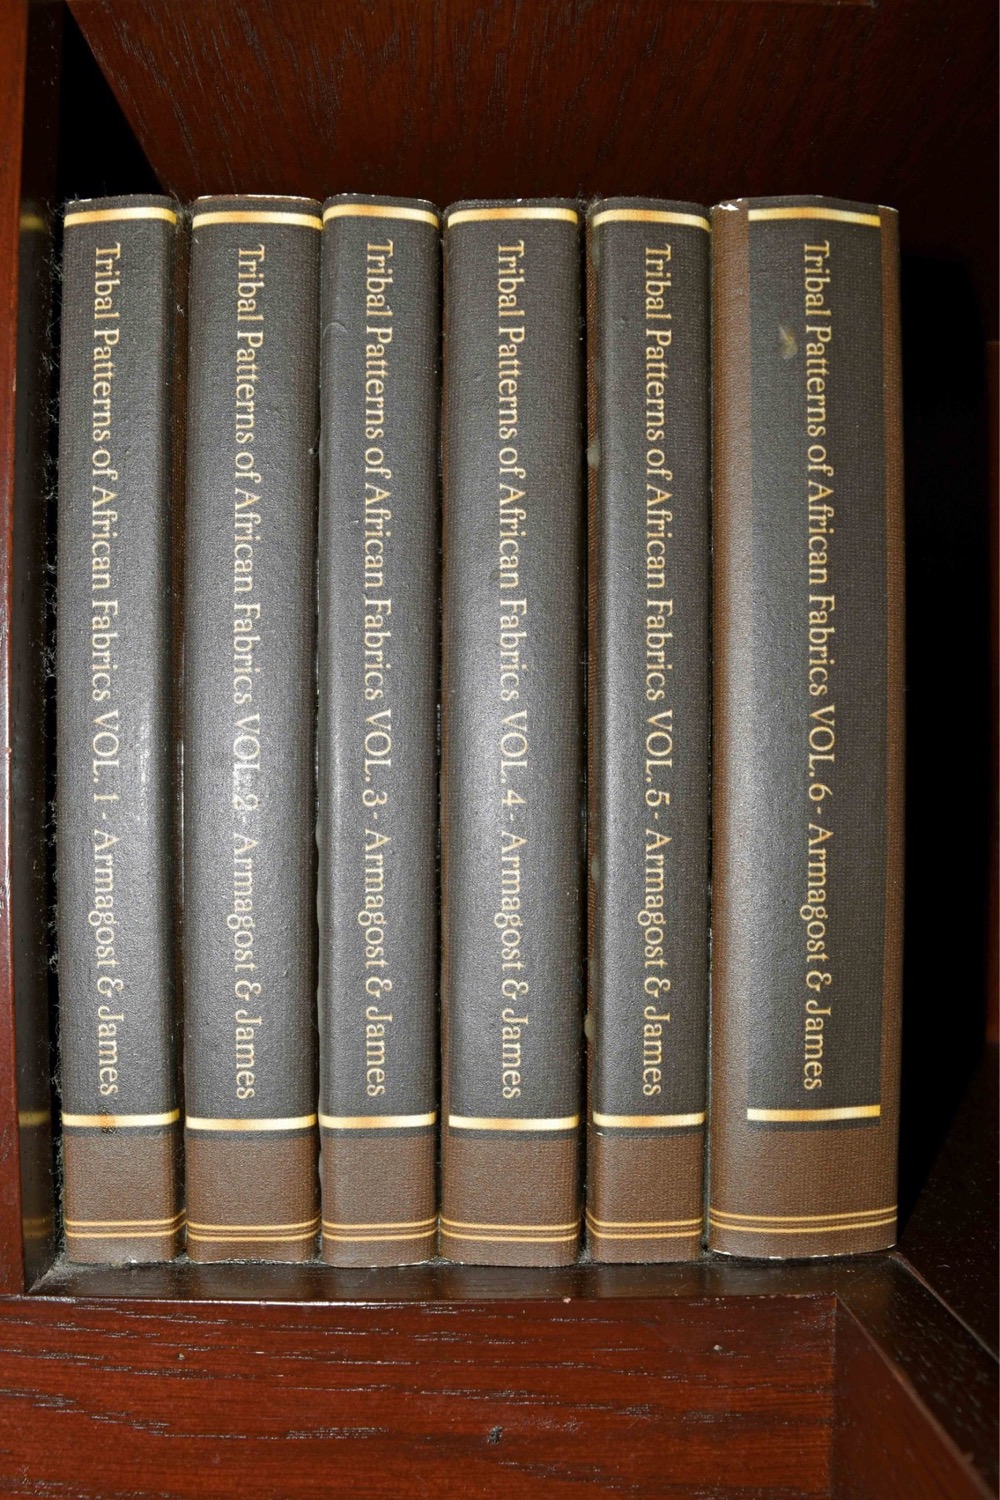 Tribal Patterns of African Fabrics VOL. 1 - Armagost & James
Tribal Patterns of African Fabrics VOL. 2 - Armagost & James
Tribal Patterns of African Fabrics VOL. 3 - Armagost & James
Tribal Patterns of African Fabrics VOL. 4 - Armagost & James
Tribal Patterns of African Fabrics VOL. 5 - Armagost & James
Tribal Patterns of African Fabrics VOL. 6 - Armagost & James